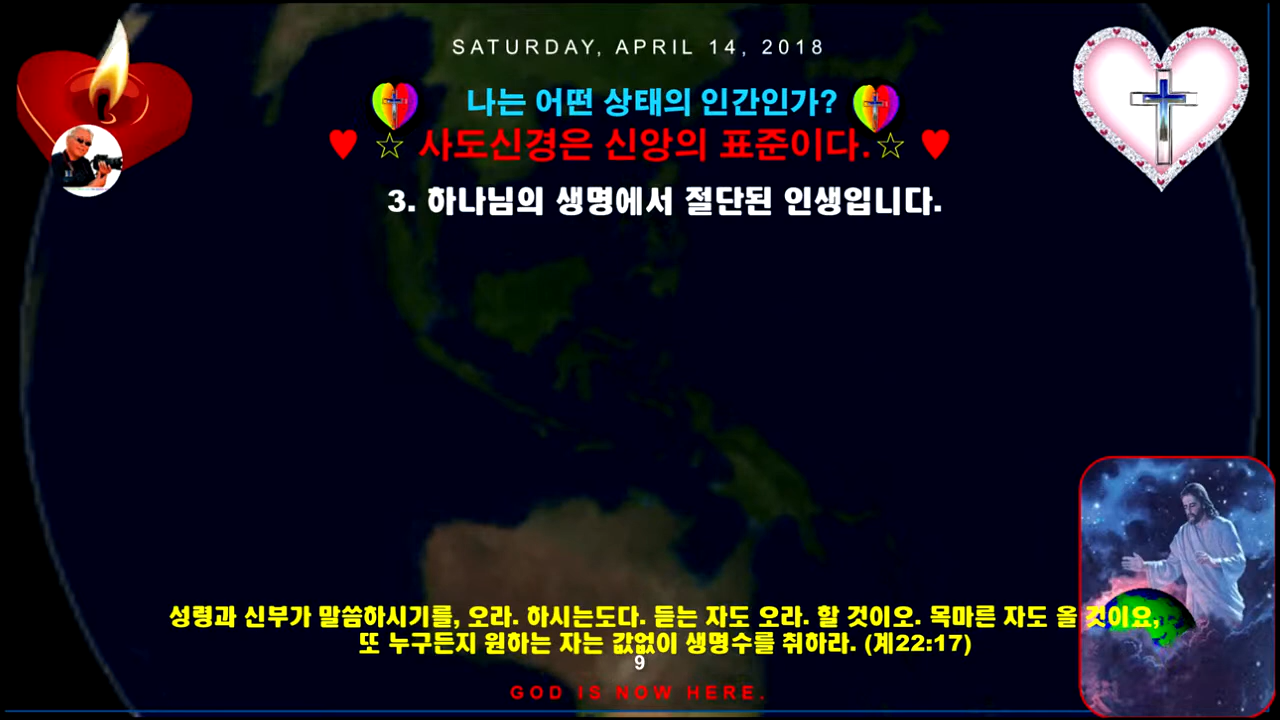 SATURDAY, APRIL 14, 2018
나는 어떤 상태의 인간인가?
♥ ☆ 사도신경은 신앙의 표준이다.☆ ♥
3. 하나님의 생명에서 절단된 인생입니다.
성령과 신부가 말씀하시기를, 오라. 하시는도다. 듣는 자도 오라. 할 것이오. 목마른 자도 올 것이요,
또 누구든지 원하는 자는 값없이 생명수를 취하라. (계22:17)
9
GOD IS NOW HERE.